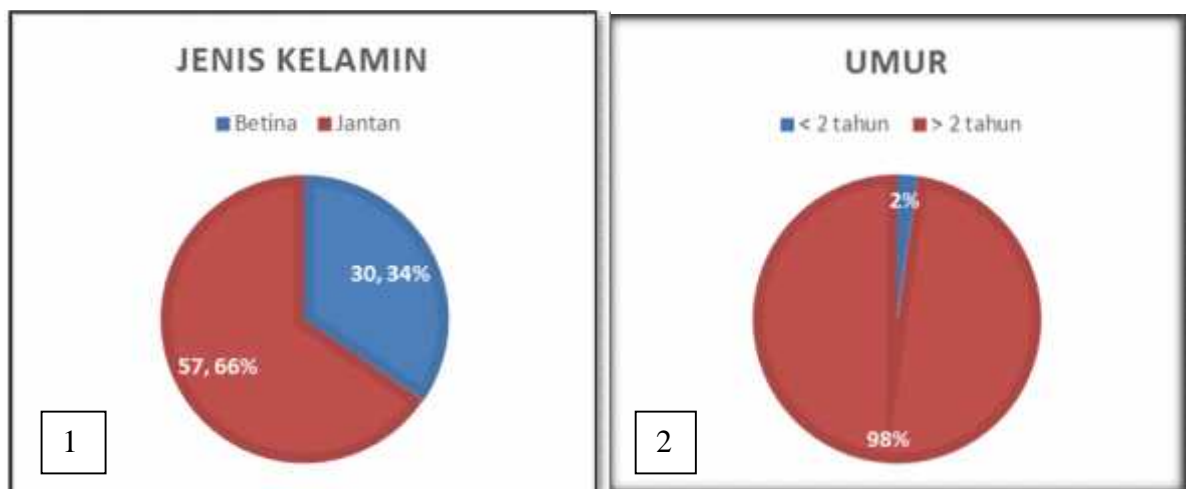 JENIS KELAMIN
Betina Jantan
30, 34%
57, 66%
1
UMUR
< 2 tahun > 2 tahun
2%
98%
2